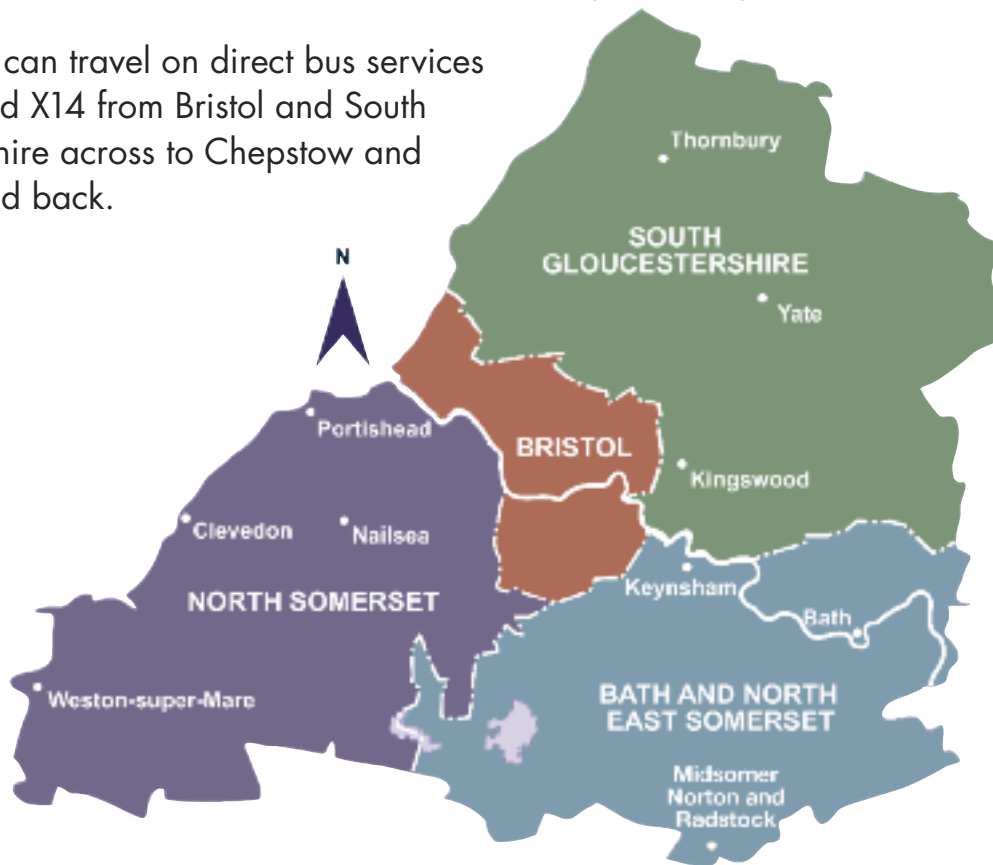 can travel on direct bus services
d X14 from Bristol and South
hire across to Chepstow and
d back.
N
Thornbury
SOUTH
GLOUCESTERSHIRE
Yate
Portishead
BRISTOL
Kingswood
Clevedon
Nailsea
Keynsham
NORTH SOMERSET
Bath
Weston-super-Mare
BATH AND NORTH
EAST SOMERSET
Midsomer
Norton and
Radstock